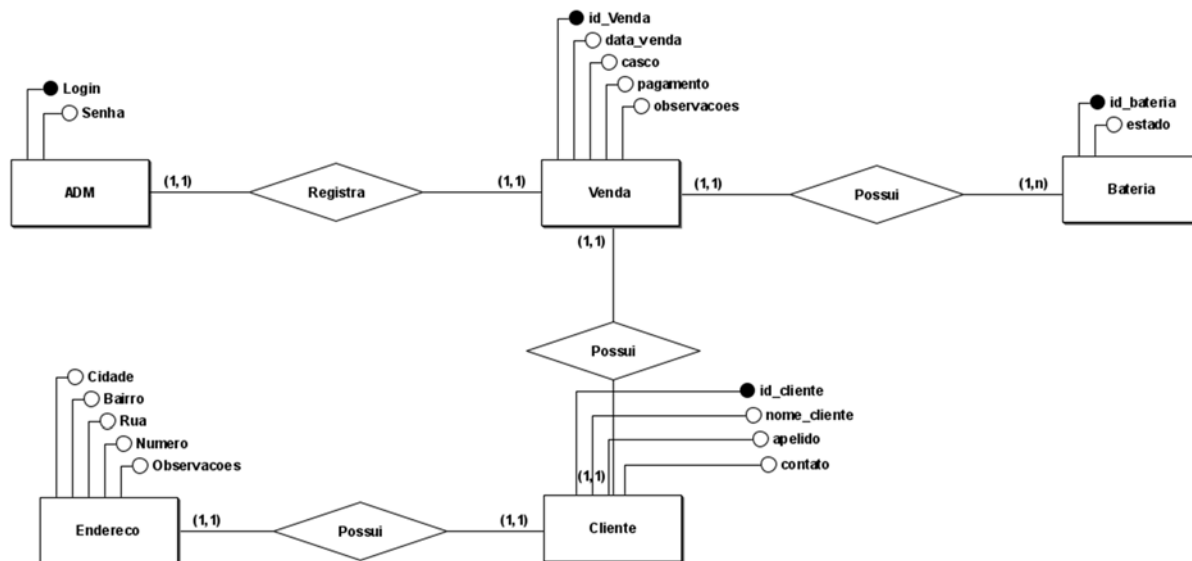 id_Venda
data_venda
casco
pagamento
observacoes
Login
Senha
id_bateria
estado
ADM
(1,1)
Registra
(1,1)
Venda
(1,1)
Possui
(1,n)
Bateria
(1,1)
Possui
Cidade
Bairro
Rua
Numero
Observacoes
id_cliente
nome_cliente
apelido
contato
(1,1)
Endereco
(1,1)
Possui
(1,1)
Cliente